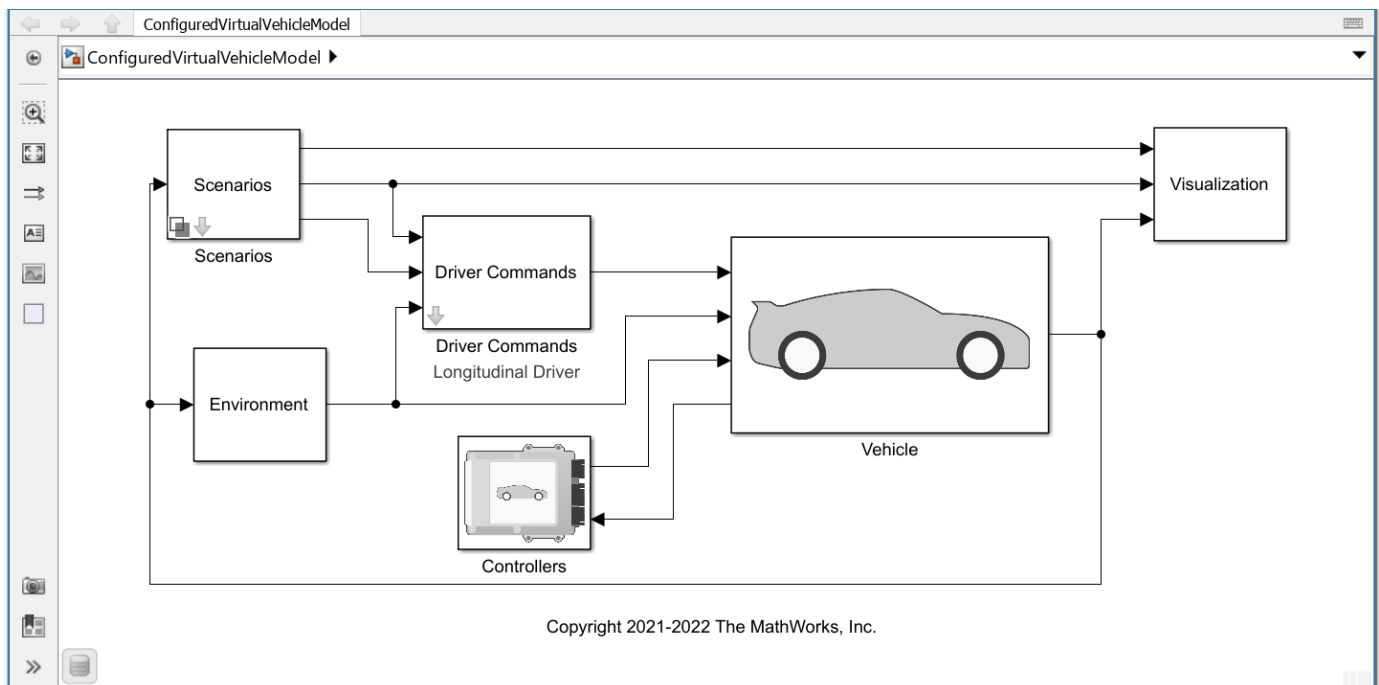 ConfiguredVirtualVehicleModel
ConfiguredVirtualVehicleModel
Scenarios
Scenarios
Visualization
Driver Commands
Driver Commands
Longitudinal Driver
Environment
Vehicle
Controllers
Copyright 2021-2022 The MathWorks, Inc.